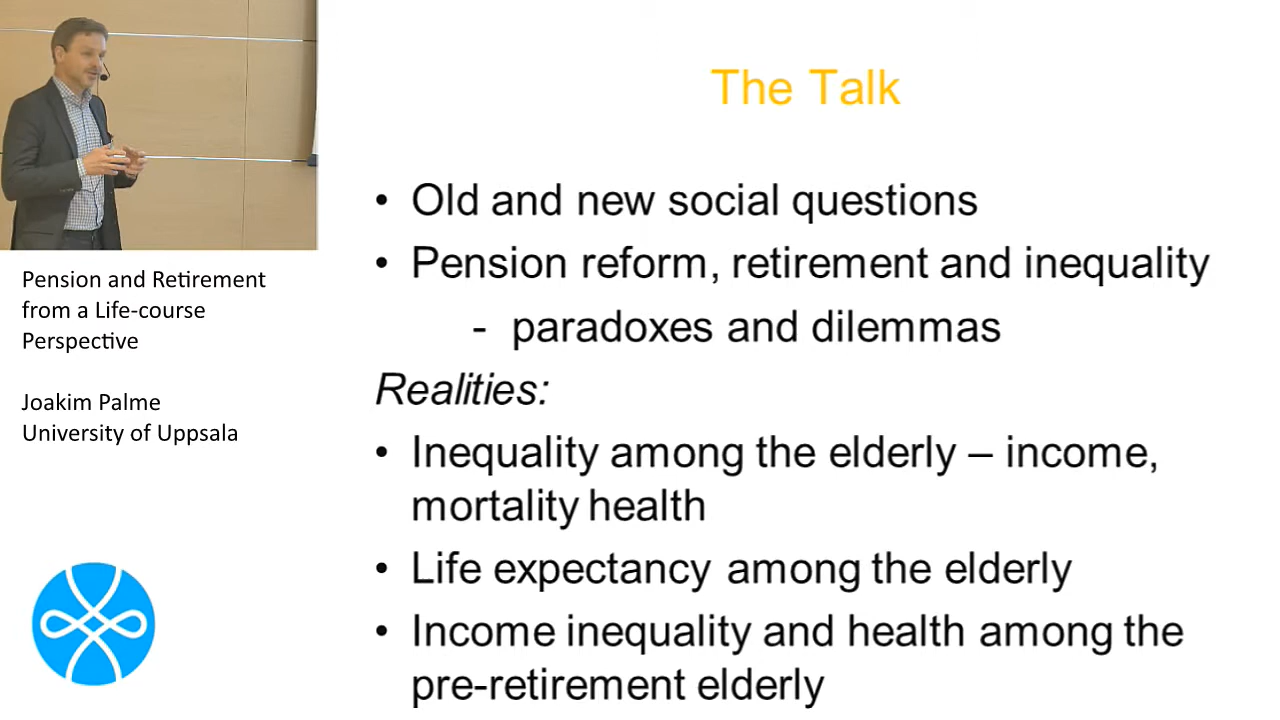 The Talk
• Old and new social questions
• Pension reform, retirement and inequality
- paradoxes and dilemmas
Realities:
• Inequality among the elderly – income,
mortality health
• Life expectancy among the elderly
• Income inequality and health among the
pre-retirement elderly
Pension and Retirement
from a Life-course
Perspective
Joakim Palme
University of Uppsala